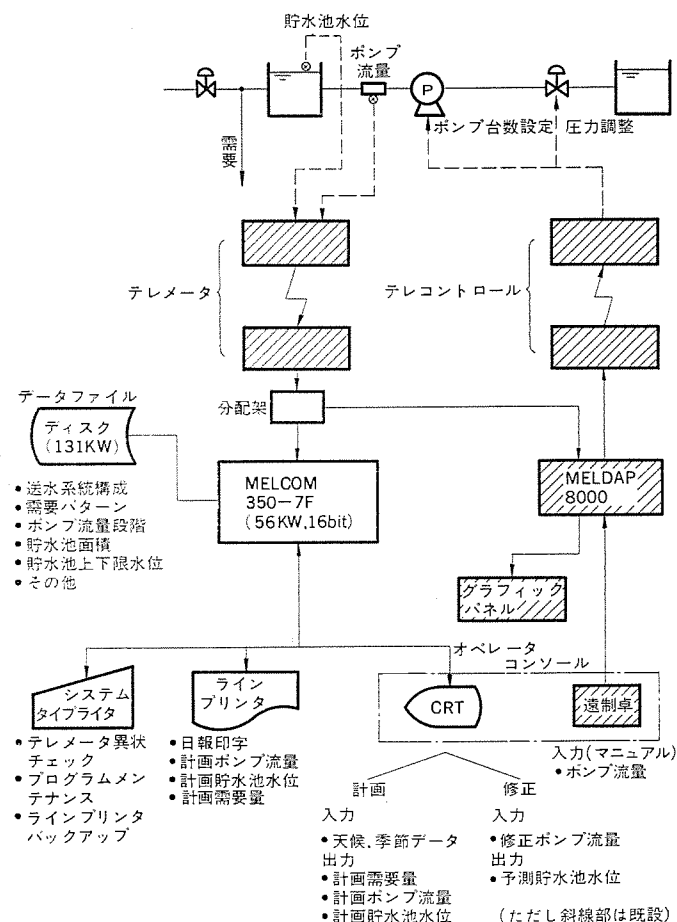 貯水池水位
ポンプ
流量
P
ポンプ台数設定
圧力調整
需要
テレメータ
テレコントロール
データファイル
ディスク
(131KW)
分配架
MELCOM
350-7F
(56KW,16bit)
MELDAP
8000
•送水系統構成
•需要パターン
•ポンプ流量段階
•貯水池面積
•貯水池上下限水位
•その他
グラフィック
パネル
オペレータ
コンソール
システム
タイプライタ
ライン
プリンタ
CRT
遠制卓
•テレメータ異状
チェック
•プログラムメン
テナンス
•ラインプリンタ
バックアップ
•日報印字
•計画ポンプ流量
•計画貯水池水位
•計画需要量
入力(マニュアル)
•ポンプ流量
計画
入力
•天候、季節データ
出力
•計画需要量
•計画ポンプ流量
•計画貯水池水位
修正
入力
•修正ポンプ流量
出力
•予測貯水池水位
(ただし斜線部は既設)